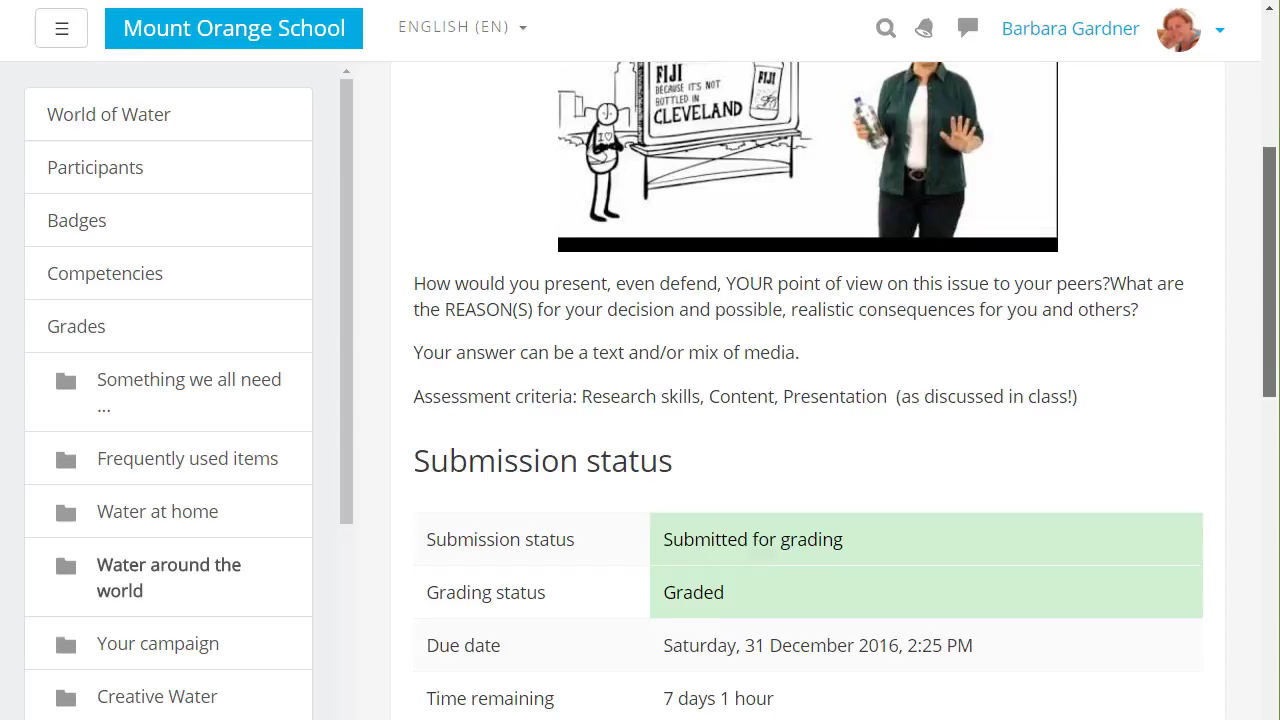 ☰ Mount Orange School ENGLISH (EN) Barbara Gardner
World of Water
Participants
Badges
Competencies
Grades
Something we all need
...
Frequently used items
Water at home
Water around the
world
Your campaign
Creative Water
FIJI
BECAUSE IT'S NOT
BOTTLED IN
CLEVELAND
FIJI
I
How would you present, even defend, YOUR point of view on this issue to your peers?What are
the REASON(S) for your decision and possible, realistic consequences for you and others?
Your answer can be a text and/or mix of media.
Assessment criteria: Research skills, Content, Presentation (as discussed in class!)
Submission status
Submission status Submitted for grading
Grading status Graded
Due date Saturday, 31 December 2016, 2:25 PM
Time remaining 7 days 1 hour